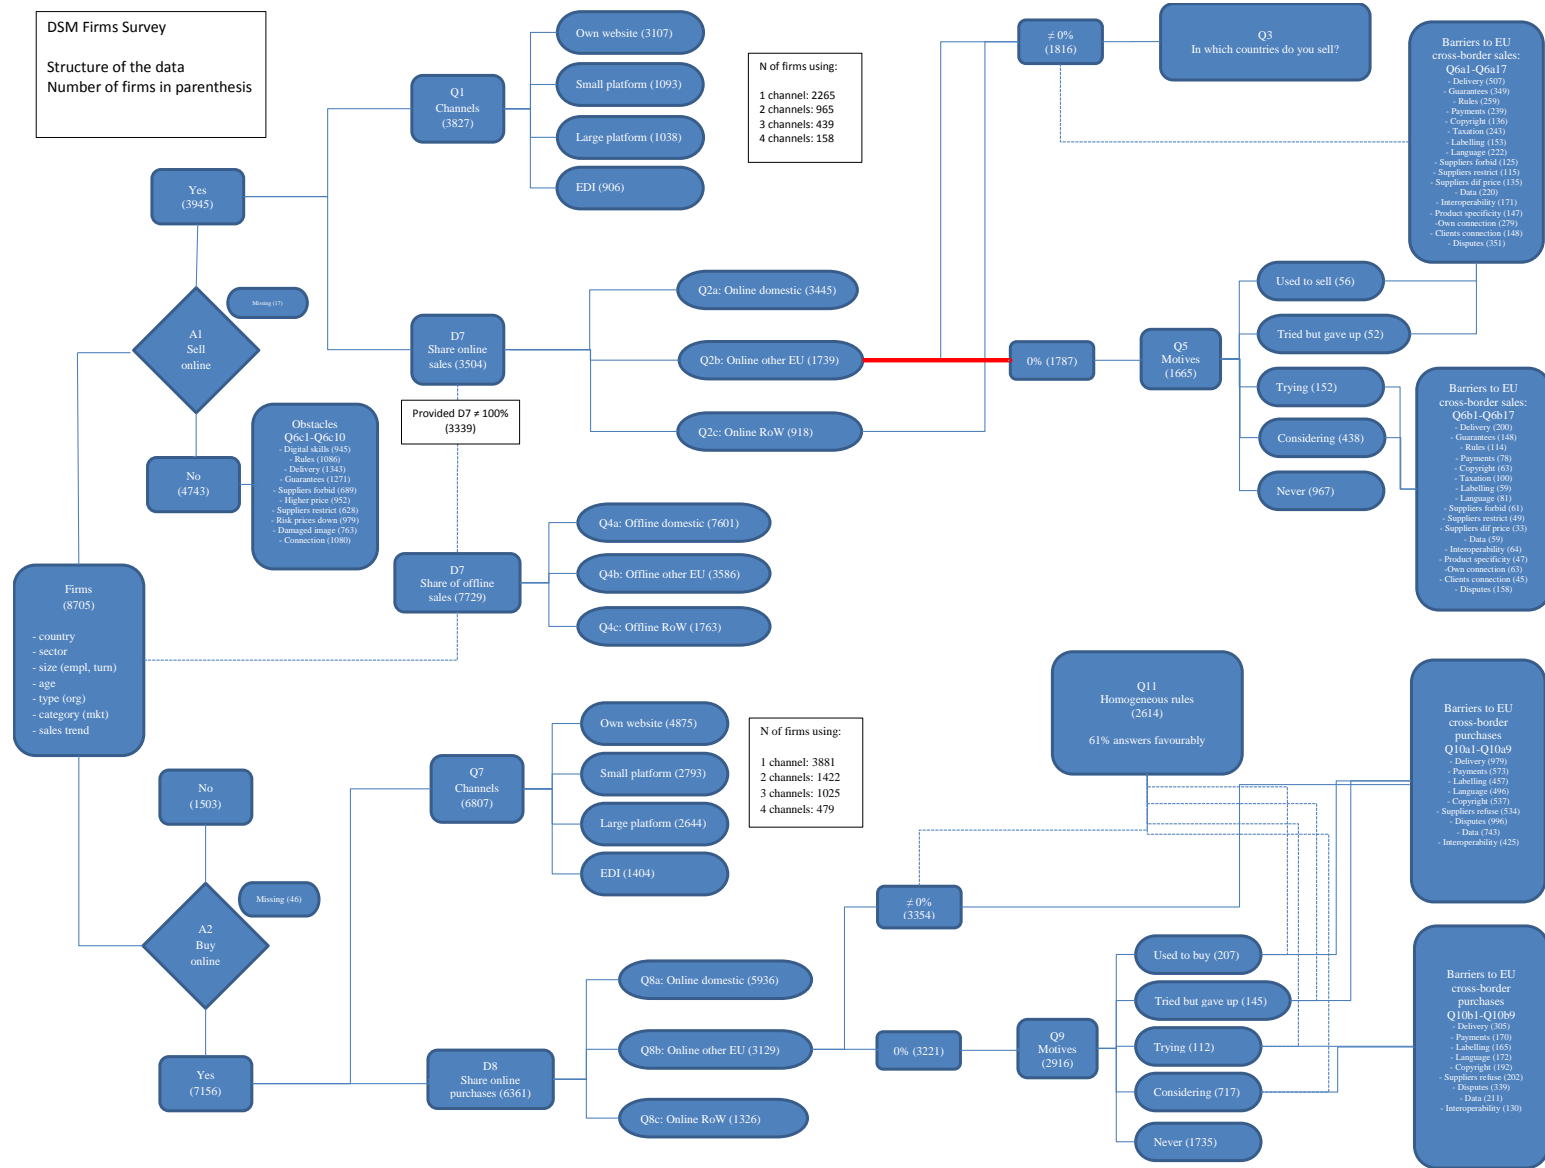 DSM Firms Survey
Structure of the data
Number of firms in parenthesis
Q1
Channels
(3827)
Own website (3107)
Small platform (1093)
Large platform (1038)
EDI (906)
N of firms using:
1 channel: 2265
2 channels: 965
3 channels: 439
4 channels: 158
≠ 0%
(1816)
Q3
In which countries do you sell?
Barriers to EU
cross-border sales:
Q6a1-Q6a17
- Delivery (507)
- Guarantees (349)
- Rules (259)
- Payments (239)
- Copyright (136)
- Taxation (243)
- Labelling (153)
- Language (222)
- Suppliers forbid (125)
- Suppliers restrict (115)
- Suppliers dif price (135)
- Data (220)
- Interoperability (171)
- Product specificity (147)
-Own connection (279)
- Clients connection (148)
- Disputes (351)
Yes
(3945)
Missing (17)
A1
Sell
online
No
(4743)
Obstacles
Q6c1-Q6c10
- Digital skills (945)
- Rules (1086)
- Delivery (1343)
- Guarantees (1271)
- Suppliers forbid (689)
- Higher price (952)
- Suppliers restrict (628)
- Risk prices down (979)
- Damaged image (763)
- Connection (1080)
D7
Share online
sales (3504)
Provided D7 ≠ 100%
(3339)
Q2a: Online domestic (3445)
Q2b: Online other EU (1739)
Q2c: Online RoW (918)
0% (1787)
Q5
Motives
(1665)
Used to sell (56)
Tried but gave up (52)
Trying (152)
Considering (438)
Never (967)
Barriers to EU
cross-border sales:
Q6b1-Q6b17
- Delivery (200)
- Guarantees (148)
- Rules (114)
- Payments (78)
- Copyright (63)
- Taxation (100)
- Labelling (59)
- Language (81)
- Suppliers forbid (61)
- Suppliers restrict (49)
- Suppliers dif price (33)
- Data (59)
- Interoperability (64)
- Product specificity (47)
-Own connection (63)
- Clients connection (45)
- Disputes (158)
D7
Share of offline
sales (7729)
Q4a: Offline domestic (7601)
Q4b: Offline other EU (3586)
Q4c: Offline RoW (1763)
Firms
(8705)
- country
- sector
- size (empl, turn)
- age
- type (org)
- category (mkt)
- sales trend
No
(1503)
Missing (46)
A2
Buy
online
Yes
(7156)
Q7
Channels
(6807)
Own website (4875)
Small platform (2793)
Large platform (2644)
EDI (1404)
N of firms using:
1 channel: 3881
2 channels: 1422
3 channels: 1025
4 channels: 479
Q11
Homogeneous rules
(2614)
61% answers favourably
Barriers to EU
cross-border
purchases
Q10a1-Q10a9
- Delivery (979)
- Payments (573)
- Labelling (457)
- Language (496)
- Copyright (537)
- Suppliers refuse (534)
- Disputes (996)
- Data (743)
- Interoperability (425)
≠ 0%
(3354)
D8
Share online
purchases (6361)
Q8a: Online domestic (5936)
Q8b: Online other EU (3129)
Q8c: Online RoW (1326)
0% (3221)
Q9
Motives
(2916)
Used to buy (207)
Tried but gave up (145)
Trying (112)
Considering (717)
Never (1735)
Barriers to EU
cross-border
purchases
Q10b1-Q10b9
- Delivery (305)
- Payments (170)
- Labelling (165)
- Language (172)
- Copyright (192)
- Suppliers refuse (202)
- Disputes (339)
- Data (211)
- Interoperability (130)